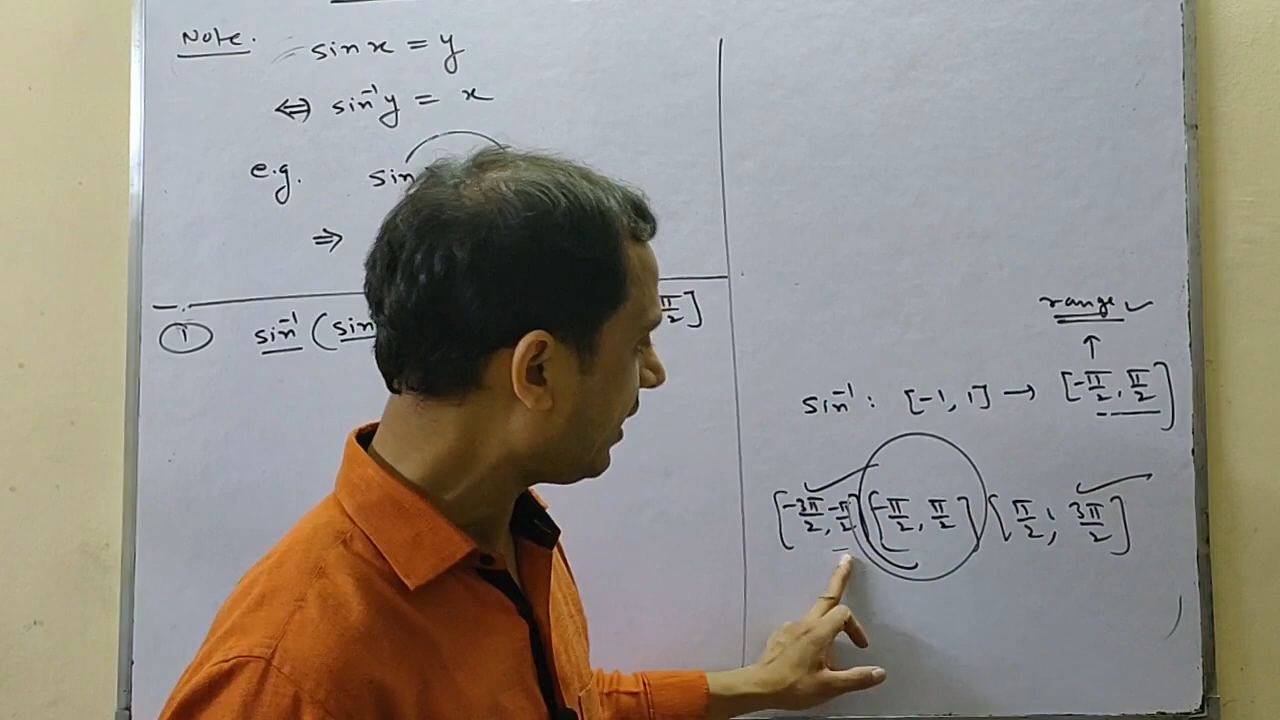 Note. sin x = y
⇔ sin⁻¹y = x
e.g. sin
⇒
① sin⁻¹ (sin π/2]
range ✓
↑
sin⁻¹ : [-1, 1] → [-π/2, π/2]
[-3π/2, -π/2] [-π/2, π/2] [π/2, 3π/2]